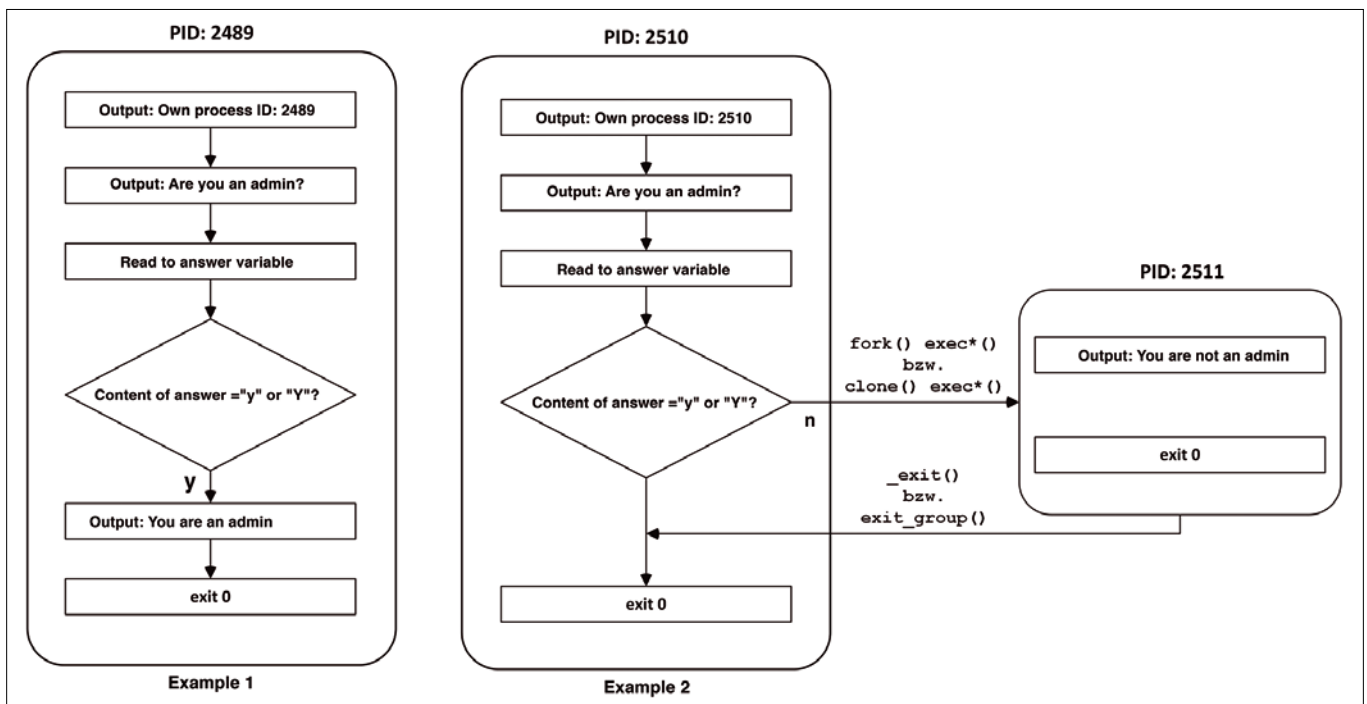 PID: 2489
Output: Own process ID: 2489
Output: Are you an admin?
Read to answer variable
Content of answer ="y" or "Y"?
y
Output: You are an admin
exit 0
Example 1
PID: 2510
Output: Own process ID: 2510
Output: Are you an admin?
Read to answer variable
Content of answer ="y" or "Y"?
n
exit 0
Example 2
fork() exec*()
bzw.
clone() exec*()
_exit()
bzw.
exit_group()
PID: 2511
Output: You are not an admin
exit 0